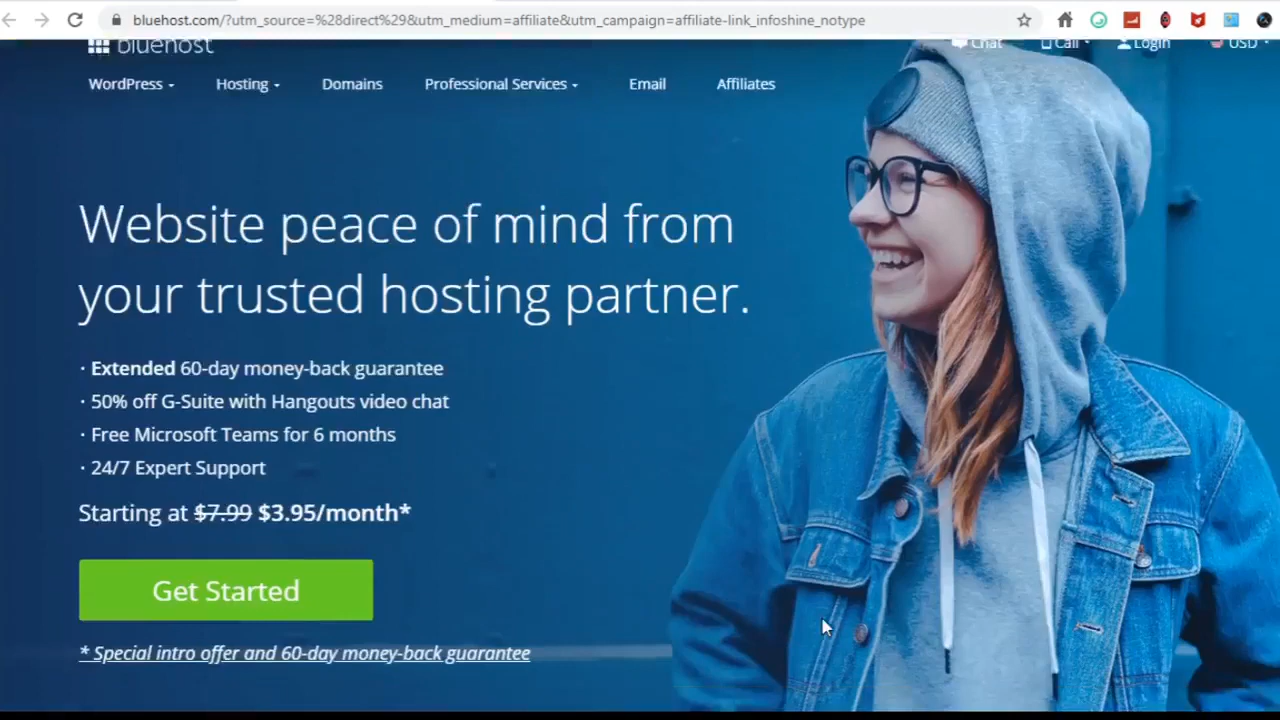 bluehost.com/?utm_source=%28direct%29&utm_medium=affiliate&utm_campaign=affiliate-link_infoshine_notype
bluehost
Chat Call Login USD
WordPress Hosting Domains Professional Services Email Affiliates
Website peace of mind from
your trusted hosting partner.
· Extended 60-day money-back guarantee
· 50% off G-Suite with Hangouts video chat
· Free Microsoft Teams for 6 months
· 24/7 Expert Support
Starting at $7.99 $3.95/month*
Get Started
* Special intro offer and 60-day money-back guarantee